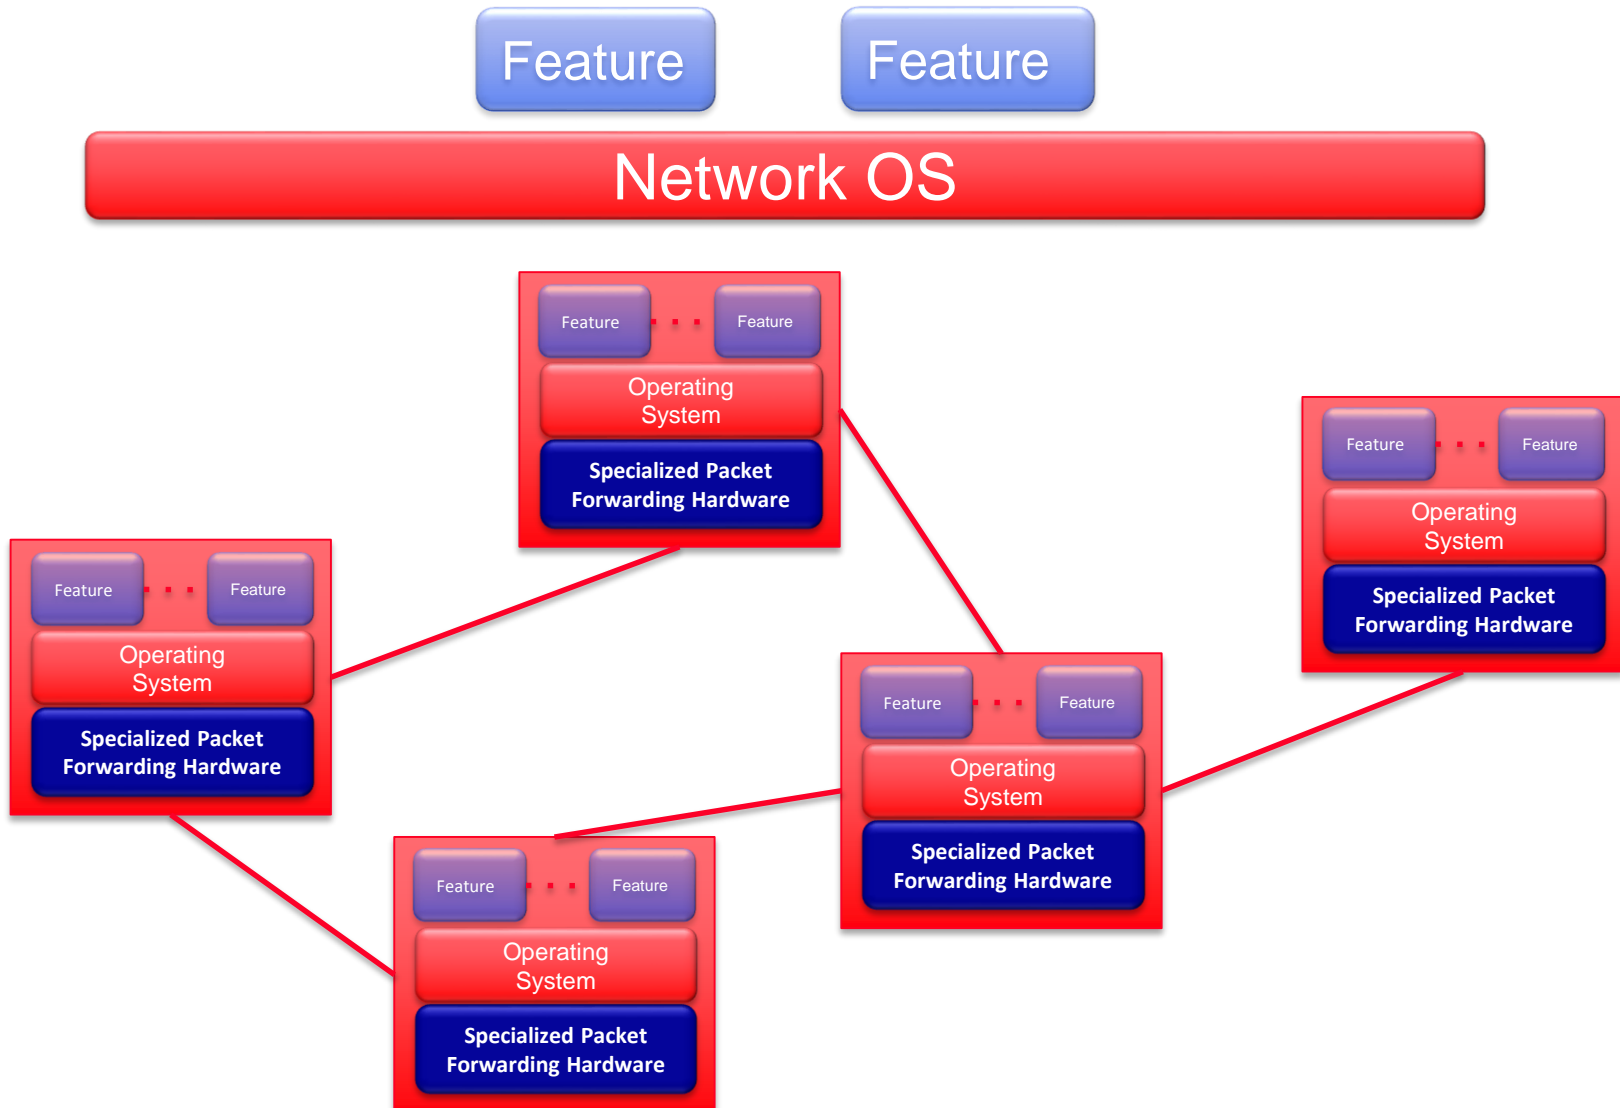 Feature
Feature
Network OS
Feature
. . .
Feature
Operating
System
Specialized Packet
Forwarding Hardware
Feature
. . .
Feature
Operating
System
Specialized Packet
Forwarding Hardware
Feature
. . .
Feature
Operating
System
Specialized Packet
Forwarding Hardware
Feature
. . .
Feature
Operating
System
Specialized Packet
Forwarding Hardware
Feature
. . .
Feature
Operating
System
Specialized Packet
Forwarding Hardware